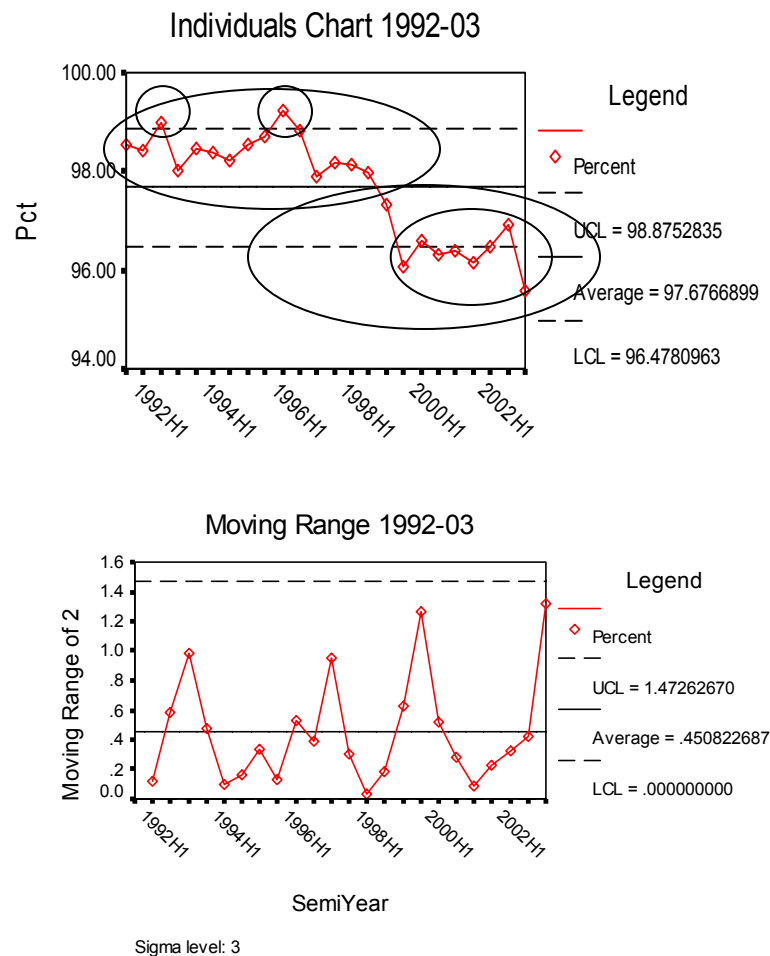 Individuals Chart 1992-03
100.00
98.00
96.00
94.00
Pct
1992H1
1994H1
1996H1
1998H1
2000H1
2002H1
Legend
Percent
UCL = 98.8752835
Average = 97.6766899
LCL = 96.4780963
Moving Range 1992-03
1.6
1.4
1.2
1.0
.8
.6
.4
.2
0.0
Moving Range of 2
1992H1
1994H1
1996H1
1998H1
2000H1
2002H1
Legend
Percent
UCL = 1.47262670
Average = .450822687
LCL = .000000000
SemiYear
Sigma level: 3